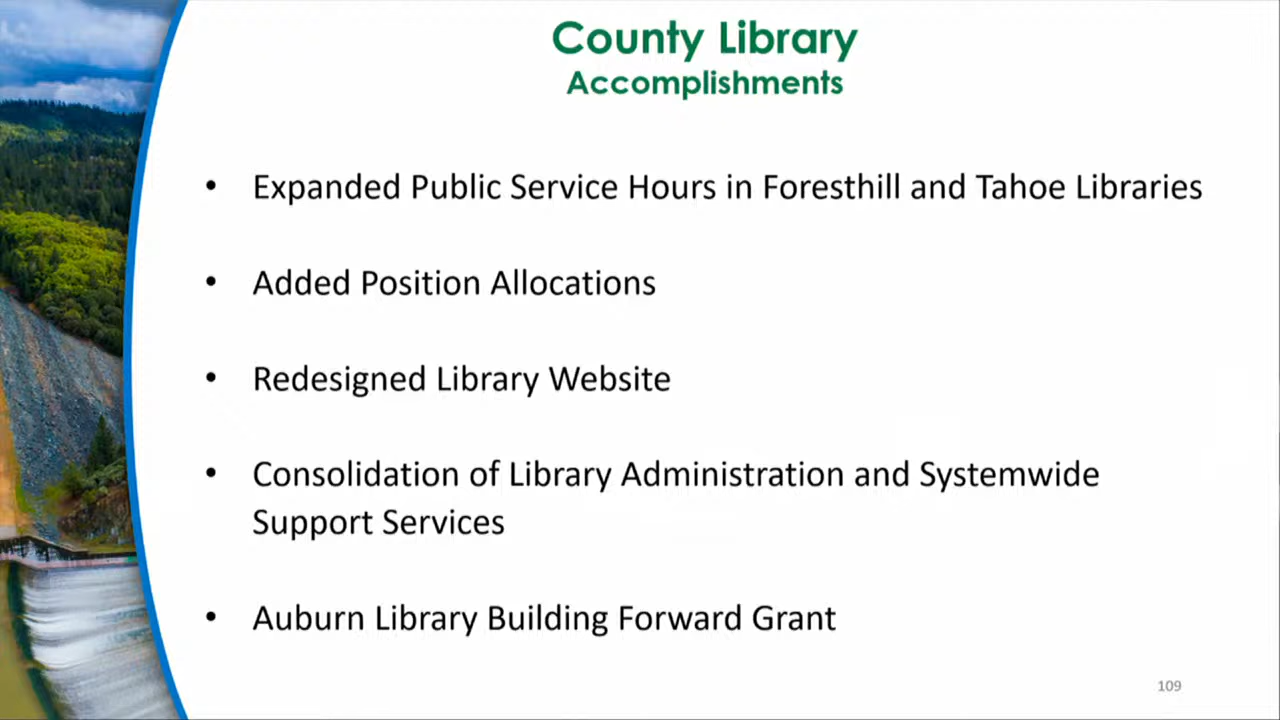 County Library
Accomplishments
• Expanded Public Service Hours in Foresthill and Tahoe Libraries
• Added Position Allocations
• Redesigned Library Website
• Consolidation of Library Administration and Systemwide
Support Services
• Auburn Library Building Forward Grant
109